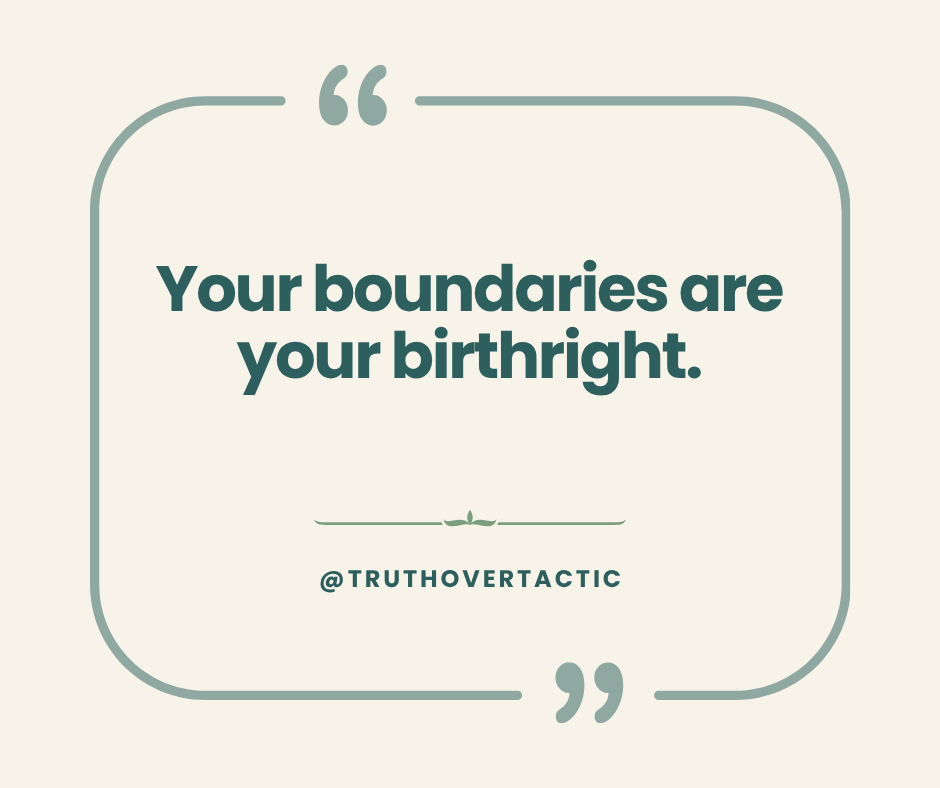 “
Your boundaries are
your birthright.
@TRUTHOVERTACTIC
”